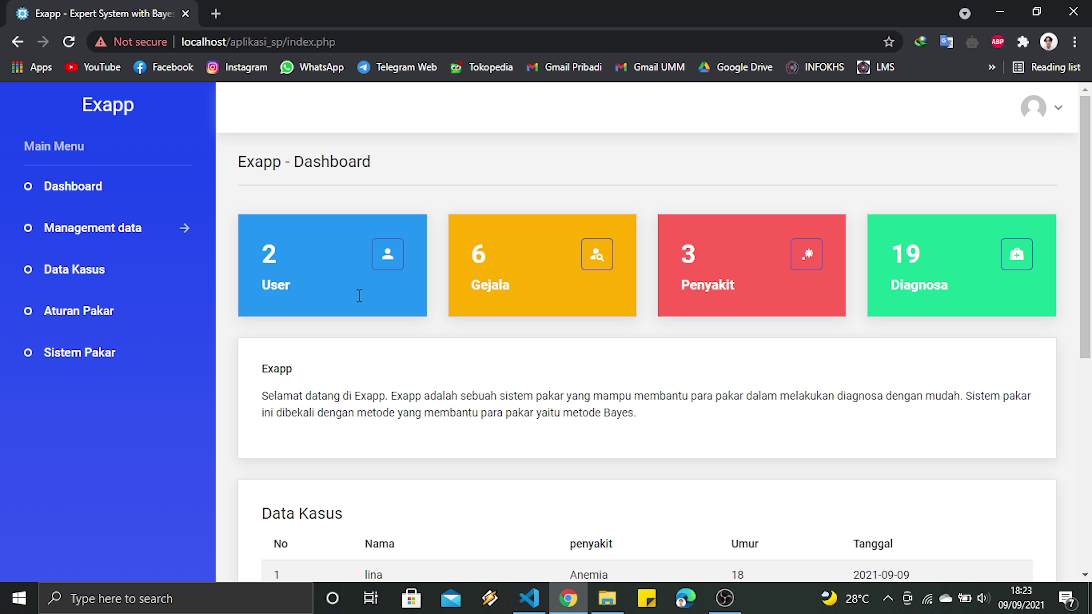 Exapp - Expert System with Baye
Not secure localhost/aplikasi_sp/index.php
ABP
Apps YouTube Facebook Instagram WhatsApp Telegram Web Tokopedia Gmail Pribadi Gmail UMM Google Drive INFOKHS LMS » Reading list
Exapp
Main Menu
Dashboard
Management data
Data Kasus
Aturan Pakar
Sistem Pakar
Exapp - Dashboard
2
User
6
Gejala
3
Penyakit
19
Diagnosa
Exapp
Selamat datang di Exapp. Exapp adalah sebuah sistem pakar yang mampu membantu para pakar dalam melakukan diagnosa dengan mudah. Sistem pakar
ini dibekali dengan metode yang membantu para pakar yaitu metode Bayes.
Data Kasus
No Nama penyakit Umur Tanggal
1 lina Anemia 18 2021-09-09
Type here to search
28°C
18:23
09/09/2021
7